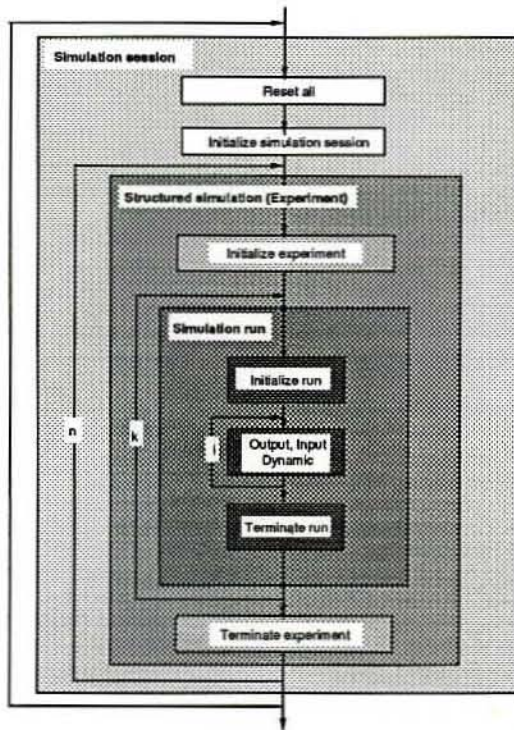 Simulation session
Reset all
Initialize simulation session
Structured simulation (Experiment)
Initialize experiment
Simulation run
Initialize run
n
k
i
Output, Input
Dynamic
Terminate run
Terminate experiment